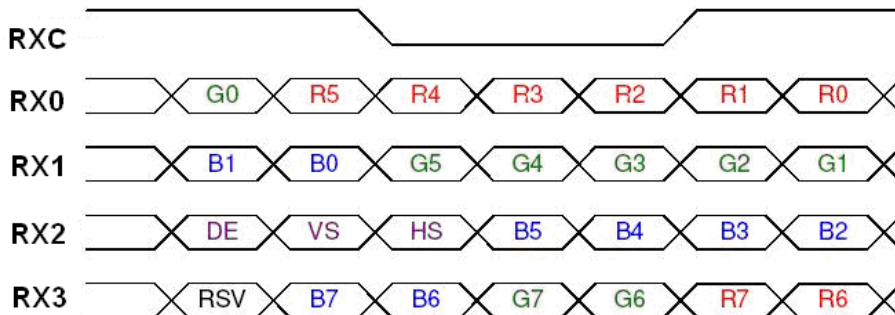 RXC
RX0 G0 R5 R4 R3 R2 R1 R0
RX1 B1 B0 G5 G4 G3 G2 G1
RX2 DE VS HS B5 B4 B3 B2
RX3 RSV B7 B6 G7 G6 R7 R6